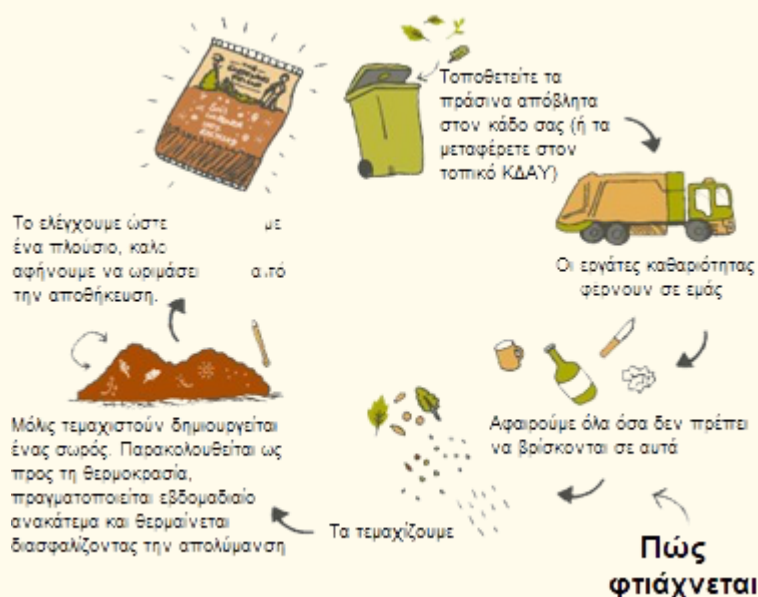 Τοποθετείτε τα
πράσινα απόβλητα
στον κάδο σας (ή τα
μεταφέρετε στον
τοπικό ΚΔΑΥ)
Οι εργάτες καθαριότητας
φέρνουν σε εμάς
Αφαιρούμε όλα όσα δεν πρέπει
να βρίσκονται σε αυτά
Τα τεμαχίζουμε
Μόλις τεμαχιστούν δημιουργείται
ένας σωρός. Παρακολουθείται ως
προς τη θερμοκρασία,
πραγματοποιείται εβδομαδιαίο
ανακάτεμα και θερμαίνεται
διασφαλίζοντας την απολύμανση
Το ελέγχουμε ώστε με
ένα πλούσιο,
αφήνουμε να ωριμάσει
την αποθήκευση.
Πώς
φτιάχνεται